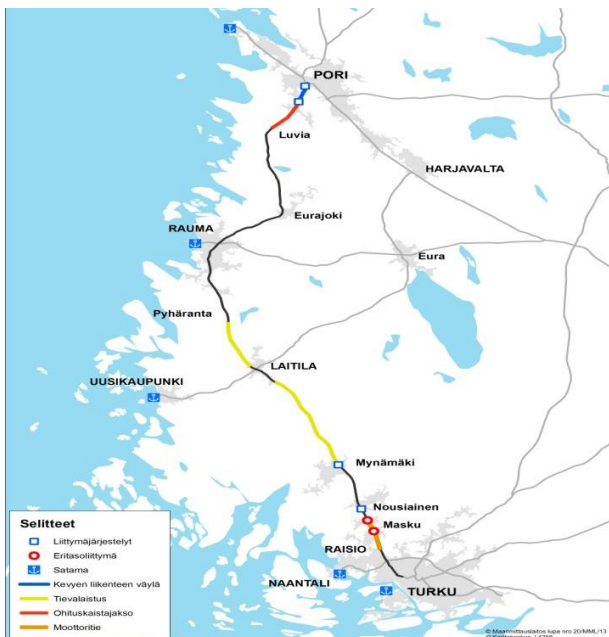 PORI
Luvia
HARJAVALTA
Eurajoki
RAUMA
Eura
Pyhäranta
LAITILA
UUSIKAUPUNKI
Mynämäki
Nousiainen
Masku
RAISIO
NAANTALI
TURKU
Selitteet
Liittymäjärjestelyt
Eritasoliittymä
Satama
Kevyen liikenteen väylä
Tievalaistus
Ohituskaistajakso
Moottoritie
© Maanmittauslaitos lupa nro 20/MML/13